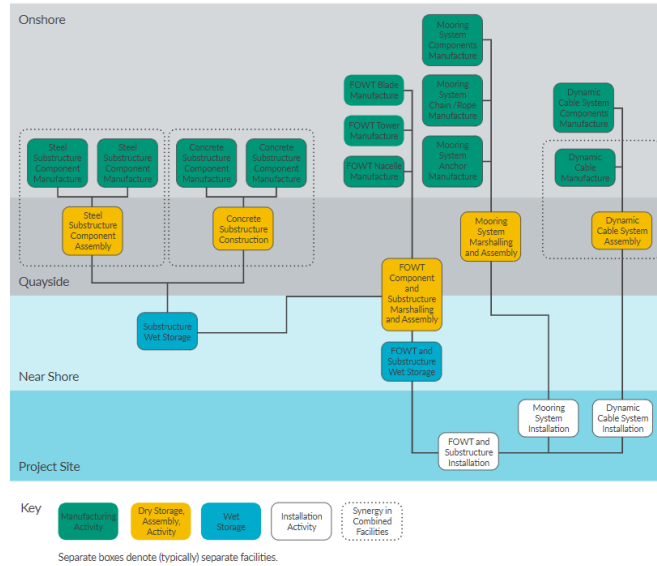 Onshore
Mooring
System
Components
Manufacture
FOWT Blade
Manufacture
Mooring
System
Chain /Rope
Manufacture
Dynamic
Cable System
Components
Manufacture
FOWT Tower
Manufacture
Steel
Substructure
Component
Manufacture
Steel
Substructure
Component
Manufacture
Concrete
Substructure
Component
Manufacture
Concrete
Substructure
Component
Manufacture
FOWT Nacelle
Manufacture
Mooring
System
Anchor
Manufacture
Dynamic
Cable
Manufacture
Steel
Substructure
Component
Assembly
Concrete
Substructure
Construction
Mooring
System
Marshalling
and Assembly
Dynamic
Cable System
Assembly
Quayside
FOWT
Component
and
Substructure
Marshalling
and Assembly
Substructure
Wet Storage
FOWT and
Substructure
Wet Storage
Near Shore
Mooring
System
Installation
Dynamic
Cable System
Installation
FOWT and
Substructure
Installation
Project Site
Key
Manufacturing
Activity
Dry Storage,
Assembly,
Activity
Wet
Storage
Installation
Activity
Synergy in
Combined
Facilities
Separate boxes denote (typically) separate facilities.